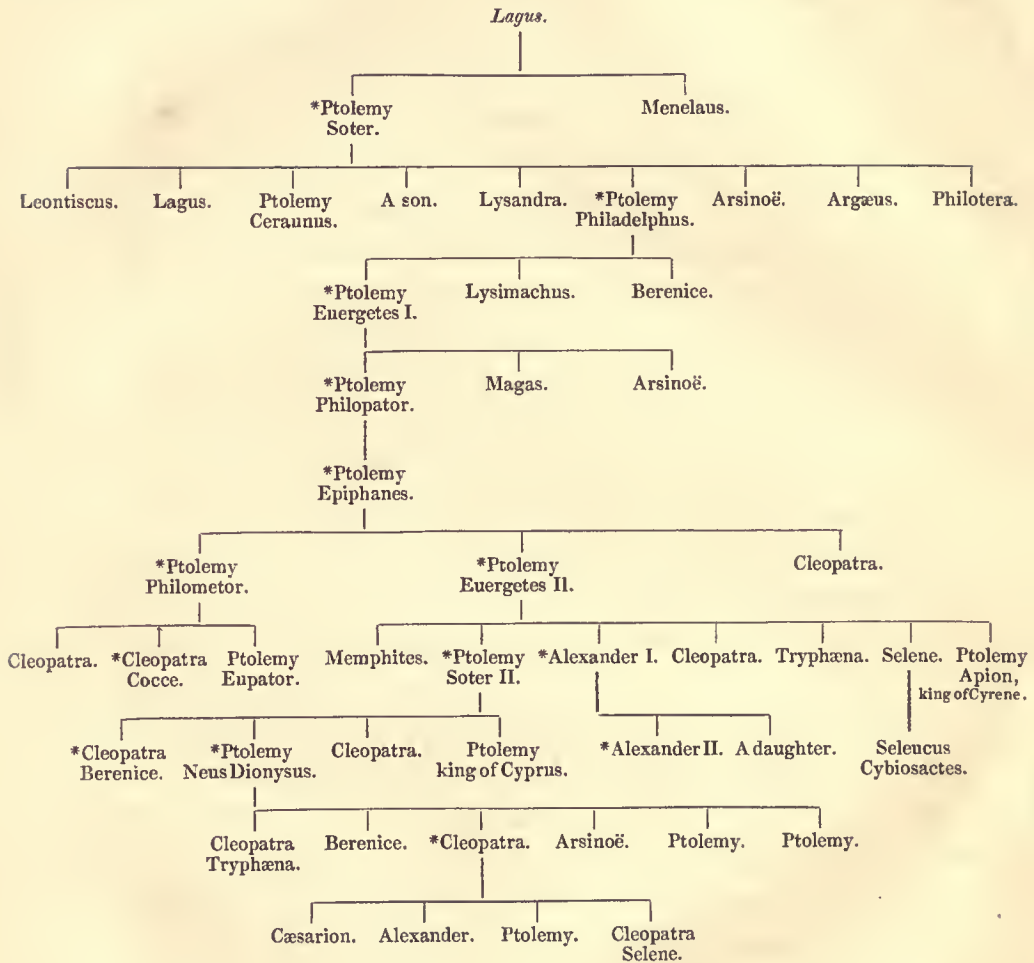 Lagus.
*Ptolemy Soter.
Menelaus.
Leontiscus.
Lagus.
Ptolemy Ceraunus.
A son.
Lysandra.
*Ptolemy Philadelphus.
Arsinoë.
Argæus.
Philotera.
*Ptolemy Euergetes I.
Lysimachus.
Berenice.
*Ptolemy Philopator.
Magas.
Arsinoë.
*Ptolemy Epiphanes.
*Ptolemy Philometor.
*Ptolemy Euergetes II.
Cleopatra.
Cleopatra.
*Cleopatra Cocce.
Ptolemy Eupator.
Memphites.
*Ptolemy Soter II.
*Alexander I.
Cleopatra.
Tryphæna.
Selene.
Ptolemy Apion, king of Cyrene.
*Cleopatra Berenice.
*Ptolemy Neus Dionysus.
Cleopatra.
Ptolemy king of Cyprus.
*Alexander II.
A daughter.
Seleucus Cybiosactes.
Cleopatra Tryphæna.
Berenice.
*Cleopatra.
Arsinoë.
Ptolemy.
Ptolemy.
Cæsarion.
Alexander.
Ptolemy.
Cleopatra Selene.